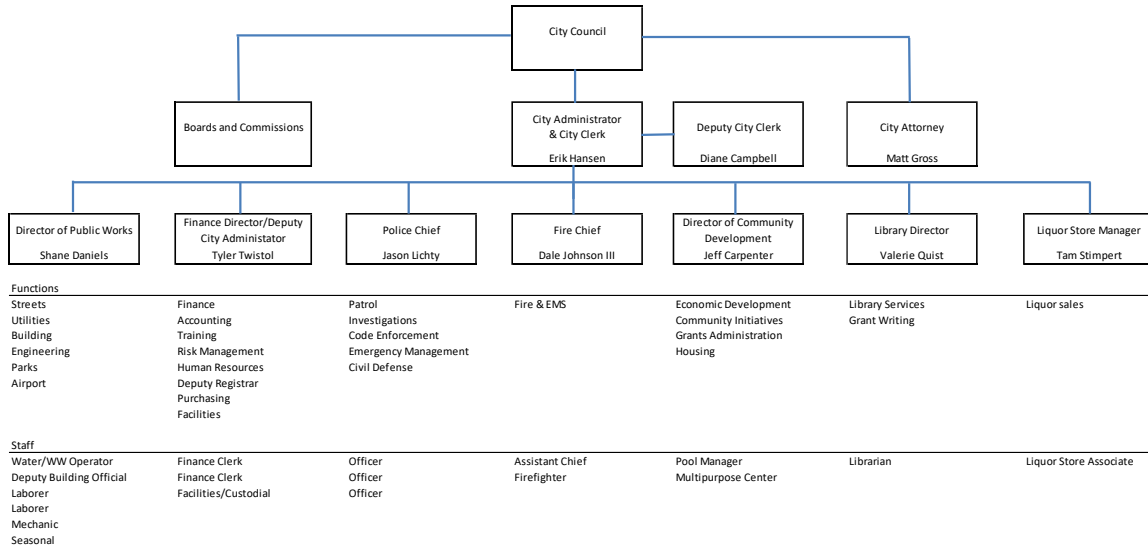 City Council
Boards and Commissions
City Administrator
& City Clerk
Erik Hansen
Deputy City Clerk
Diane Campbell
City Attorney
Matt Gross
Director of Public Works
Shane Daniels
Finance Director/Deputy
City Administator
Tyler Twistol
Police Chief
Jason Lichty
Fire Chief
Dale Johnson III
Director of Community
Development
Jeff Carpenter
Library Director
Valerie Quist
Liquor Store Manager
Tam Stimpert
Functions
Streets
Utilities
Building
Engineering
Parks
Airport
Finance
Accounting
Training
Risk Management
Human Resources
Deputy Registrar
Purchasing
Facilities
Patrol
Investigations
Code Enforcement
Emergency Management
Civil Defense
Fire & EMS
Economic Development
Community Initiatives
Grants Administration
Housing
Library Services
Grant Writing
Liquor sales
Staff
Water/WW Operator
Deputy Building Official
Laborer
Laborer
Mechanic
Seasonal
Finance Clerk
Finance Clerk
Facilities/Custodial
Officer
Officer
Officer
Assistant Chief
Firefighter
Pool Manager
Multipurpose Center
Librarian
Liquor Store Associate